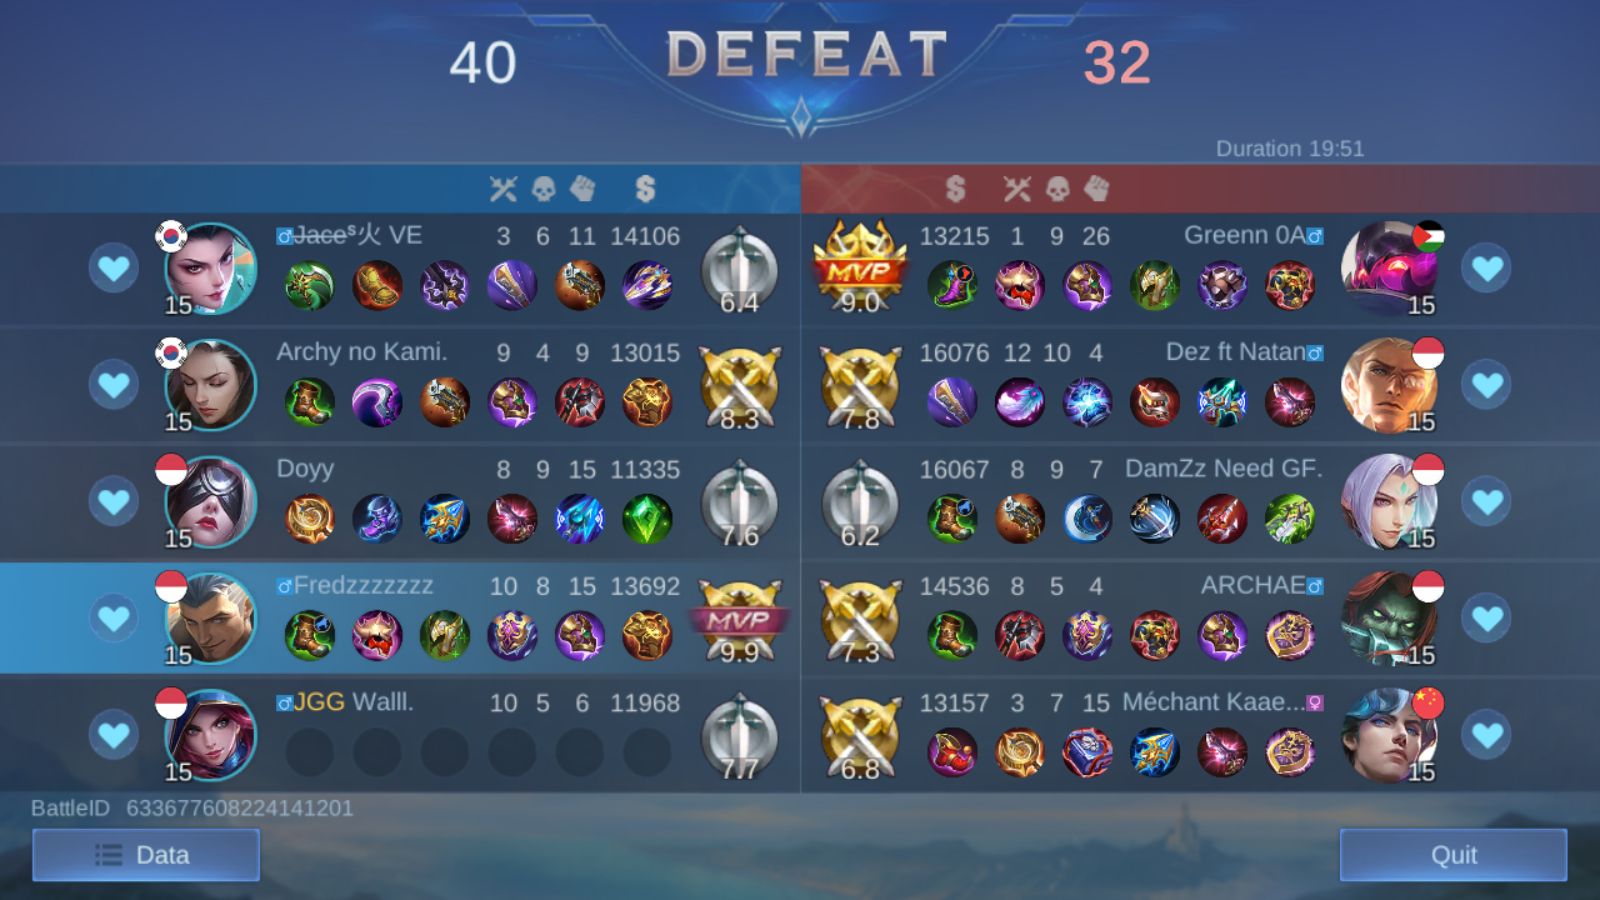 40 DEFEAT 32
Duration 19:51
Jaceˢ火 VE 3 6 11 14106 6.4 15
MVP 9.0 13215 1 9 26 Greenn 0A 15
Archy no Kami. 9 4 9 13015 8.3 15
7.8 16076 12 10 4 Dez ft Natan 15
Doyy 8 9 15 11335 7.6 15
6.2 16067 8 9 7 DamZz Need GF. 15
Fredzzzzzzz 10 8 15 13692 MVP 9.9 15
7.3 14536 8 5 4 ARCHAE 15
JGG Walll. 10 5 6 11968 7.7 15
6.8 13157 3 7 15 Méchant Kaae... 15
BattleID 633677608224141201
Data
Quit